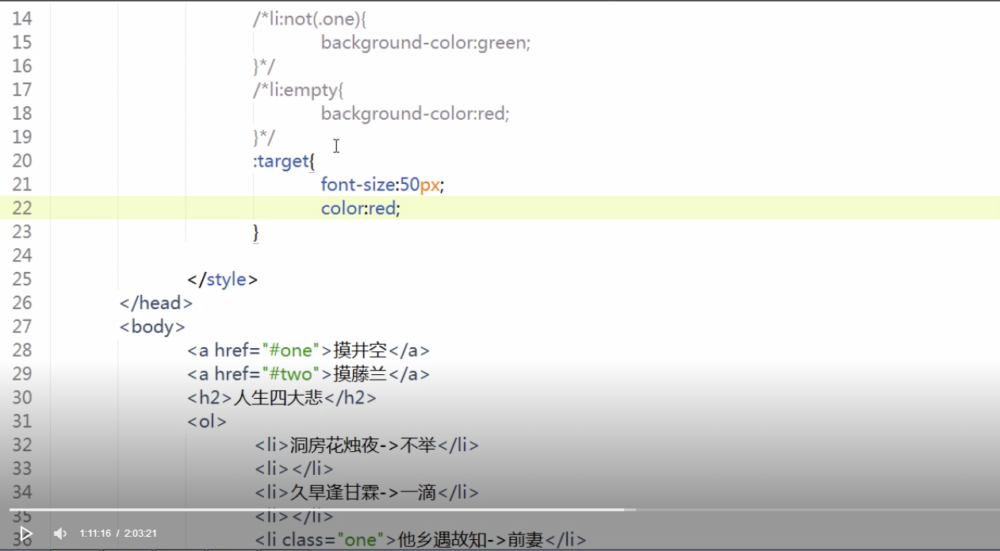 14 /*li:not(.one){
15 background-color:green;
16 }*/
17 /*li:empty{
18 background-color:red;
19 }*/
20 :target{
21 font-size:50px;
22 color:red;
23 }
24
25 </style>
26 </head>
27 <body>
28 <a href="#one">摸井空</a>
29 <a href="#two">摸藤兰</a>
30 <h2>人生四大悲</h2>
31 <ol>
32 <li>洞房花烛夜->不举</li>
33 <li></li>
34 <li>久旱逢甘霖->一滴</li>
35 <li></li>
36 <li class="one">他乡遇故知->前妻</li>
1:11:16 / 2:03:21